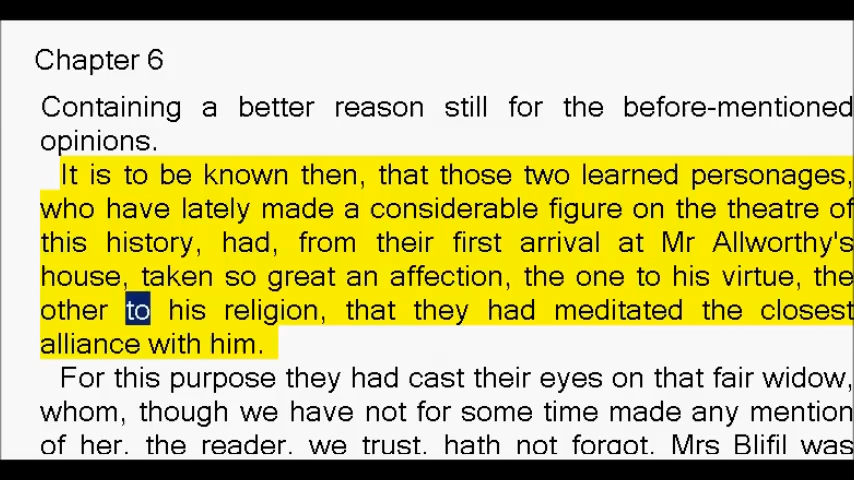 Chapter 6
Containing a better reason still for the before-mentioned
opinions.
It is to be known then, that those two learned personages,
who have lately made a considerable figure on the theatre of
this history, had, from their first arrival at Mr Allworthy's
house, taken so great an affection, the one to his virtue, the
other to his religion, that they had meditated the closest
alliance with him.
For this purpose they had cast their eyes on that fair widow,
whom, though we have not for some time made any mention
of her, the reader, we trust, hath not forgot. Mrs Blifil was